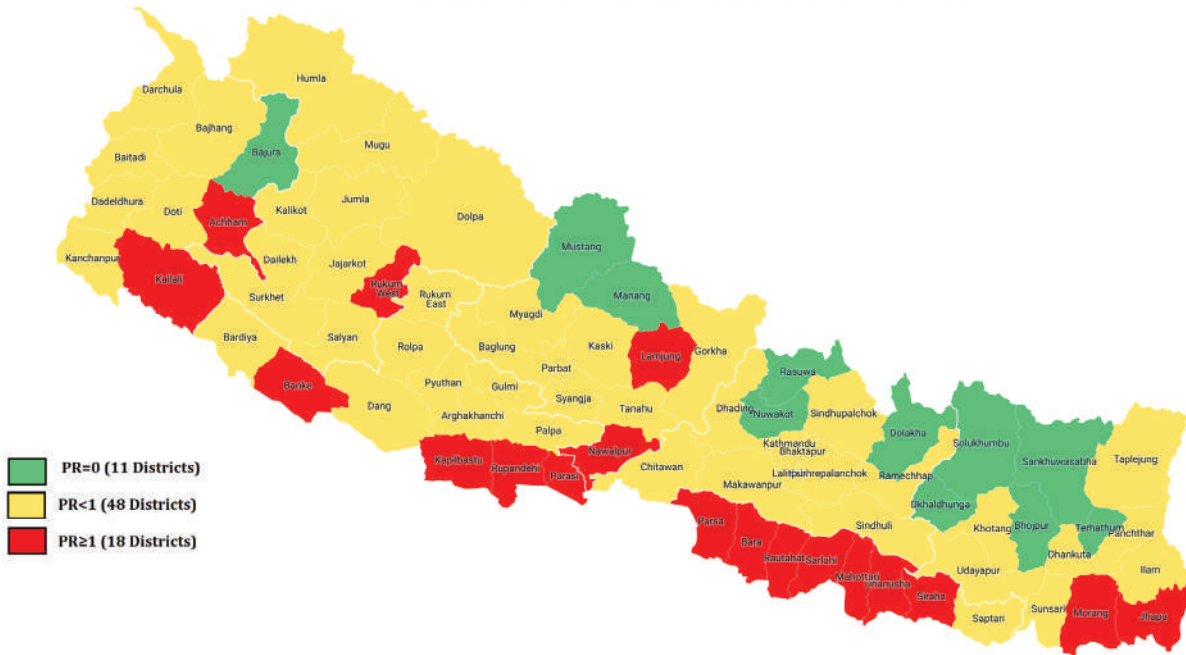 Humla
Darchula
Bajhang
Mugu
Bajura
Baitadi
Dadeldhura
Doti
Achham
Kalikot
Jumla
Dolpa
Mustang
Kanchanpur
Kailali
Dailekh
Jajarkot
Rukum
West
Rukum
East
Manang
Surkhet
Myagdi
Bardiya
Salyan
Rolpa
Baglung
Kaski
Lamjung
Gorkha
Parbat
Rasuwa
Banke
Pyuthan
Gulmi
Syangja
Dang
Arghakhanchi
Tanahu
Dhading
Nuwakot
Sindhupalchok
Palpa
Dolakha
Solukhumbu
Kathmandu
Bhaktapur
Nawalpur
Sankhuwasabha
Taplejung
Kapilbastu
Rupandehi
Parasi
Chitawan
Makawanpur
Ramechhap
Parsa
Okhaldhunga
Khotang
Bhojpur
Terhathum
Panchthar
Sindhuli
Bara
Rautahat
Sarlahi
Mahottari
Dhanusha
Siraha
Udayapur
Dhankuta
Ilam
Saptari
Sunsari
Morang
Jhapa
PR=0 (11 Districts)
PR<1 (48 Districts)
PR≥1 (18 Districts)